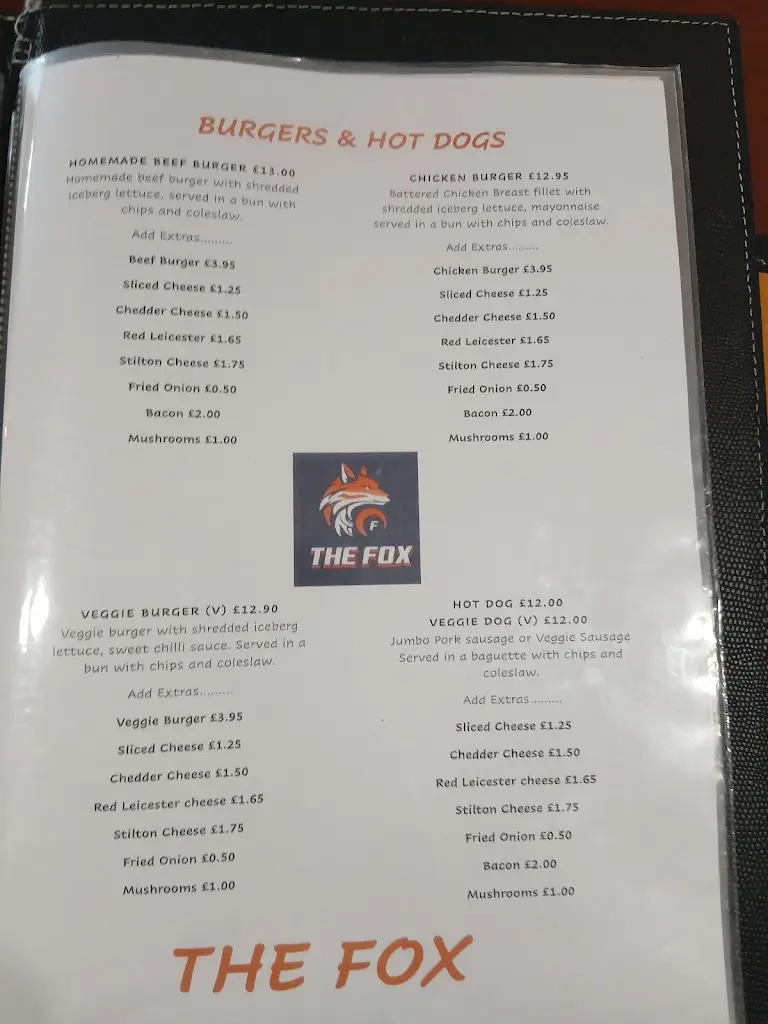 BURGERS & HOT DOGS
HOMEMADE BEEF BURGER £13.00
Homemade beef burger with shredded
iceberg lettuce, served in a bun with
chips and coleslaw.
Add Extras.........
Beef Burger £3.95
Sliced Cheese £1.25
Chedder Cheese £1.50
Red Leicester £1.65
Stilton Cheese £1.75
Fried Onion £0.50
Bacon £2.00
Mushrooms £1.00
CHICKEN BURGER £12.95
Battered Chicken Breast fillet with
shredded iceberg lettuce, mayonnaise
served in a bun with chips and coleslaw.
Add Extras.........
Chicken Burger £3.95
Sliced Cheese £1.25
Chedder Cheese £1.50
Red Leicester £1.65
Stilton Cheese £1.75
Fried Onion £0.50
Bacon £2.00
Mushrooms £1.00
F
THE FOX
VEGGIE BURGER (V) £12.90
Veggie burger with shredded iceberg
lettuce, sweet chilli sauce. Served in a
bun with chips and coleslaw.
Add Extras.........
Veggie Burger £3.95
Sliced Cheese £1.25
Chedder Cheese £1.50
Red Leicester cheese £1.65
Stilton Cheese £1.75
Fried Onion £0.50
Mushrooms £1.00
HOT DOG £12.00
VEGGIE DOG (V) £12.00
Jumbo Pork sausage or Veggie Sausage
Served in a baguette with chips and
coleslaw.
Add Extras.........
Sliced Cheese £1.25
Chedder Cheese £1.50
Red Leicester cheese £1.65
Stilton Cheese £1.75
Fried Onion £0.50
Bacon £2.00
Mushrooms £1.00
THE FOX